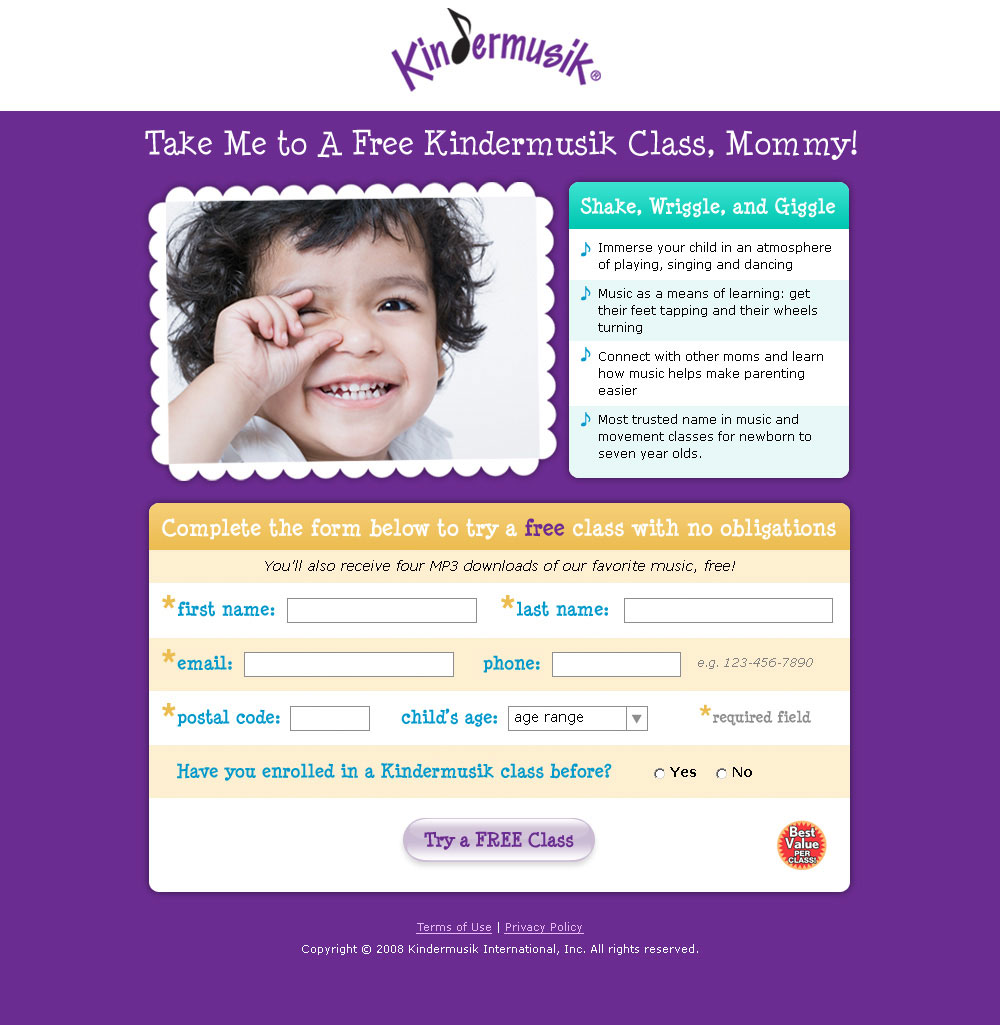 Kindermusik®
Take Me to A Free Kindermusik Class, Mommy!
Shake, Wriggle, and Giggle
Immerse your child in an atmosphere
of playing, singing and dancing
Music as a means of learning: get
their feet tapping and their wheels
turning
Connect with other moms and learn
how music helps make parenting
easier
Most trusted name in music and
movement classes for newborn to
seven year olds.
Complete the form below to try a free class with no obligations
You'll also receive four MP3 downloads of our favorite music, free!
*first name: *last name:
*email: phone: e.g. 123-456-7890
*postal code: child's age: age range *required field
Have you enrolled in a Kindermusik class before? Yes No
Try a FREE Class
Best
Value
PER
CLASS!
Terms of Use | Privacy Policy
Copyright © 2008 Kindermusik International, Inc. All rights reserved.